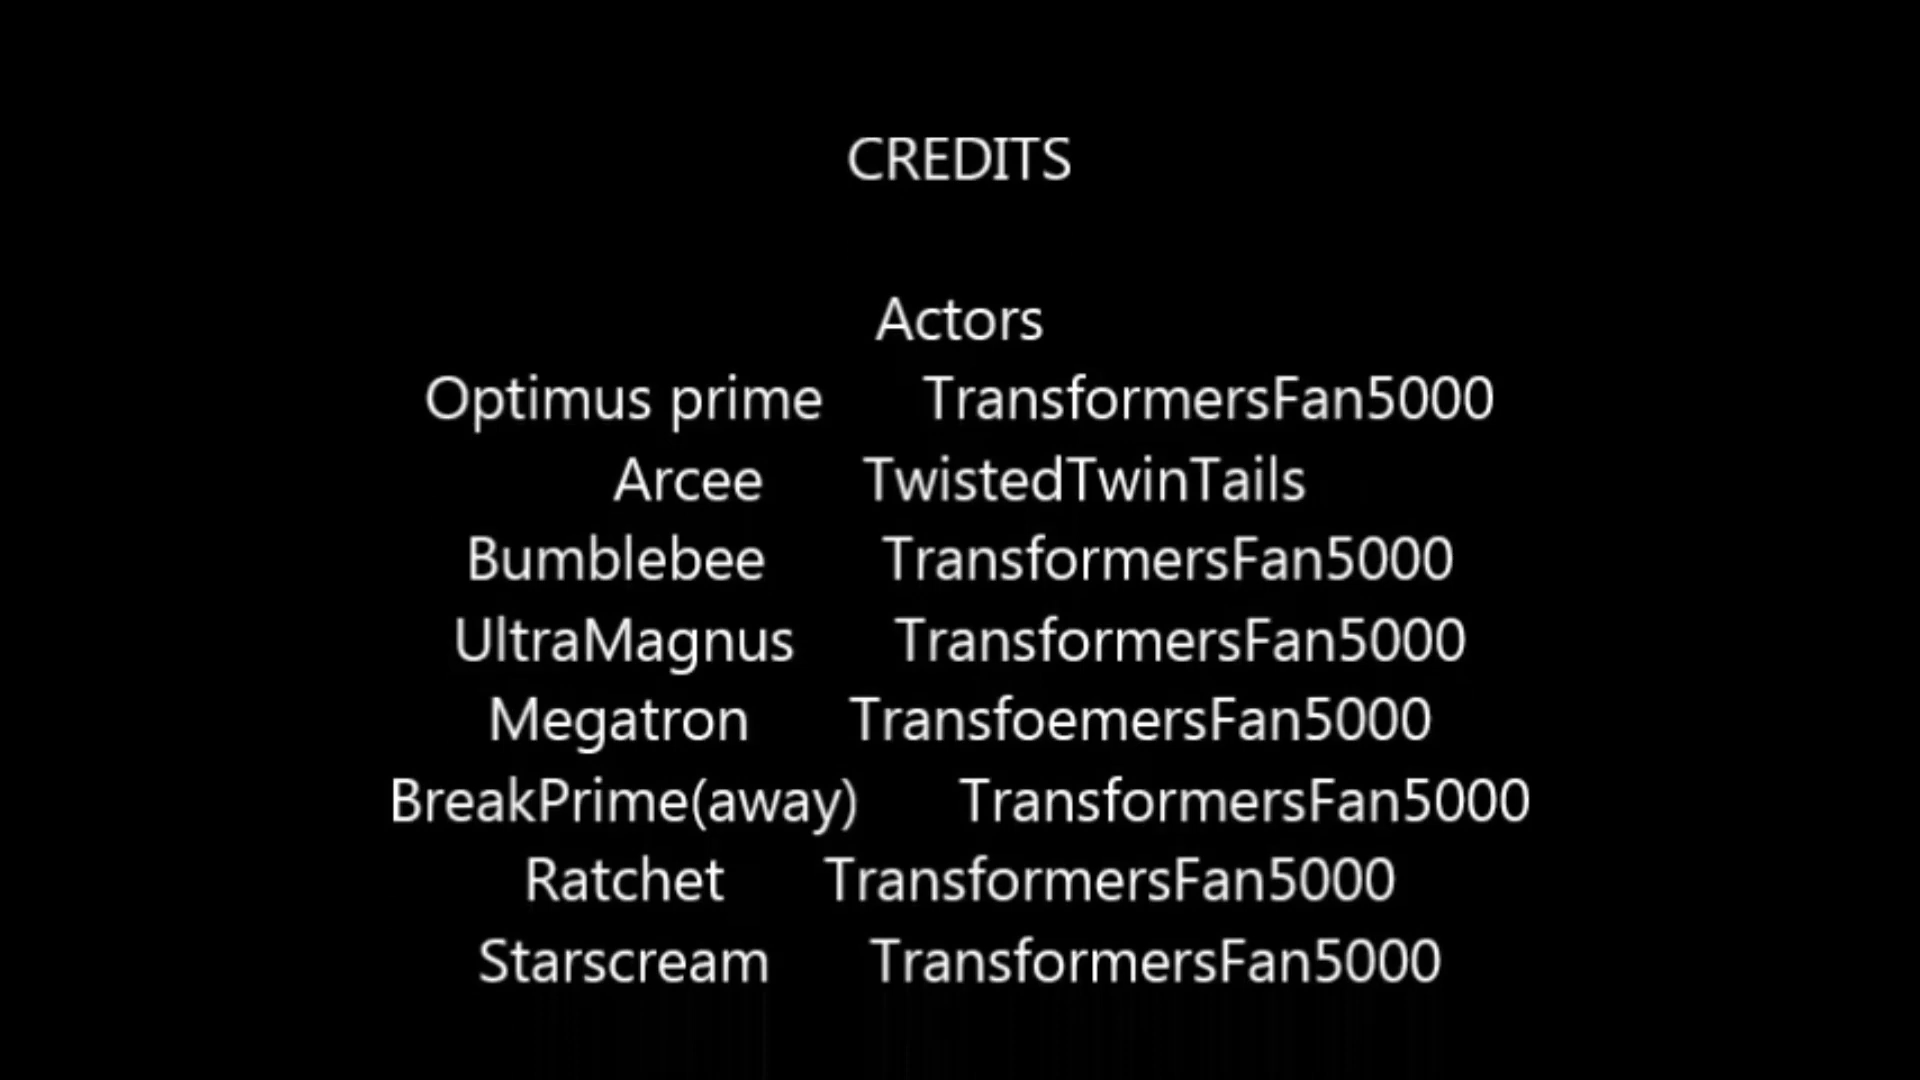 CREDITS
Actors
Optimus prime TransformersFan5000
Arcee TwistedTwinTails
Bumblebee TransformersFan5000
UltraMagnus TransformersFan5000
Megatron TransfoemersFan5000
BreakPrime(away) TransformersFan5000
Ratchet TransformersFan5000
Starscream TransformersFan5000